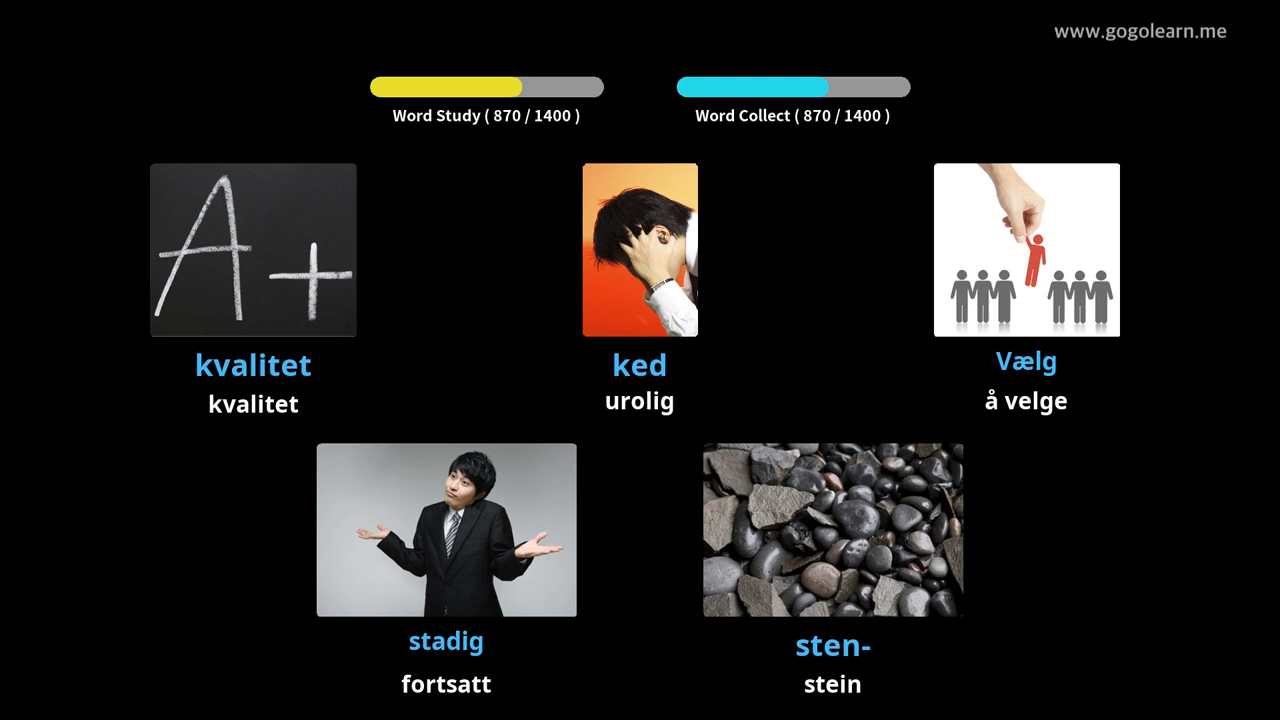 www.gogolearn.me
Word Study ( 870 / 1400 )
Word Collect ( 870 / 1400 )
A+
kvalitet
kvalitet
ked
urolig
Vælg
å velge
stadig
fortsatt
sten-
stein